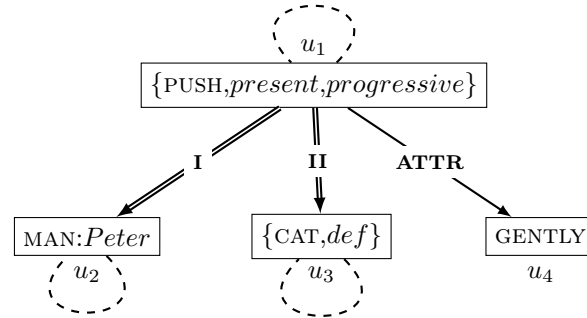 u₁
{PUSH,present,progressive}
I II ATTR
MAN:Peter {CAT,def} GENTLY
u₂ u₃ u₄